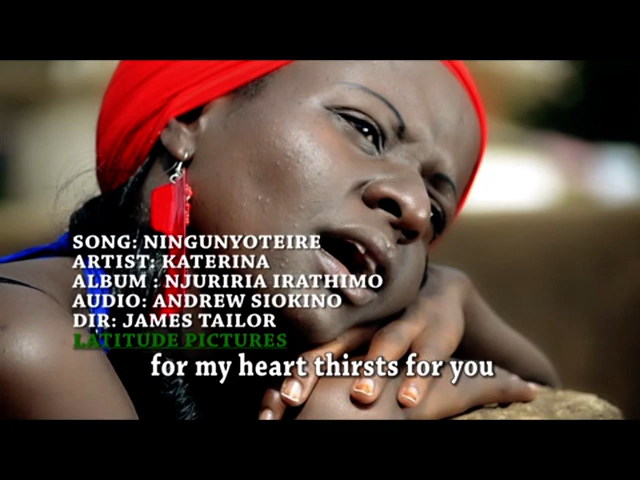 SONG: NINGUNYOTEIRE
ARTIST: KATERINA
ALBUM : NJURIRIA IRATHIMO
AUDIO: ANDREW SIOKINO
DIR: JAMES TAILOR
LATITUDE PICTURES
for my heart thirsts for you